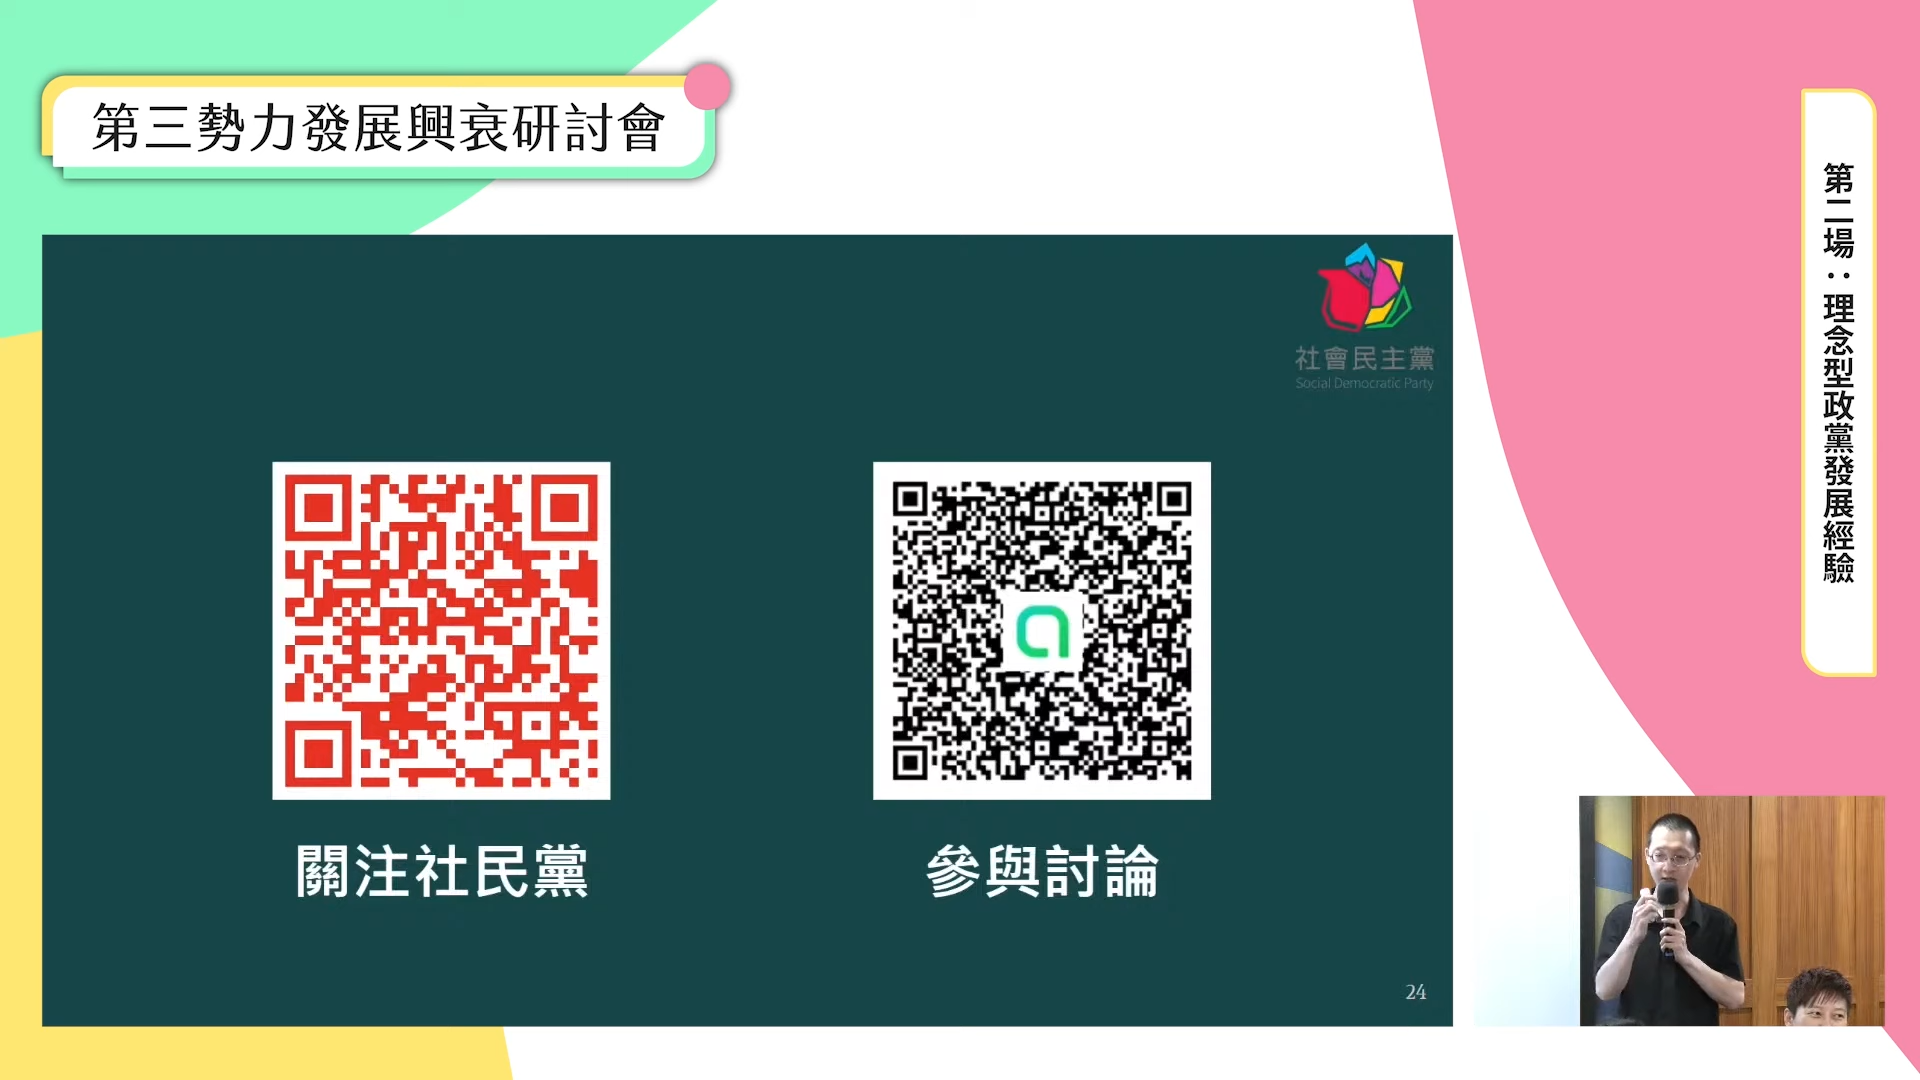 第三勢力發展興衰研討會
第二場：理念型政黨發展經驗
社會民主黨
Social Democratic Party
關注社民黨
參與討論
24